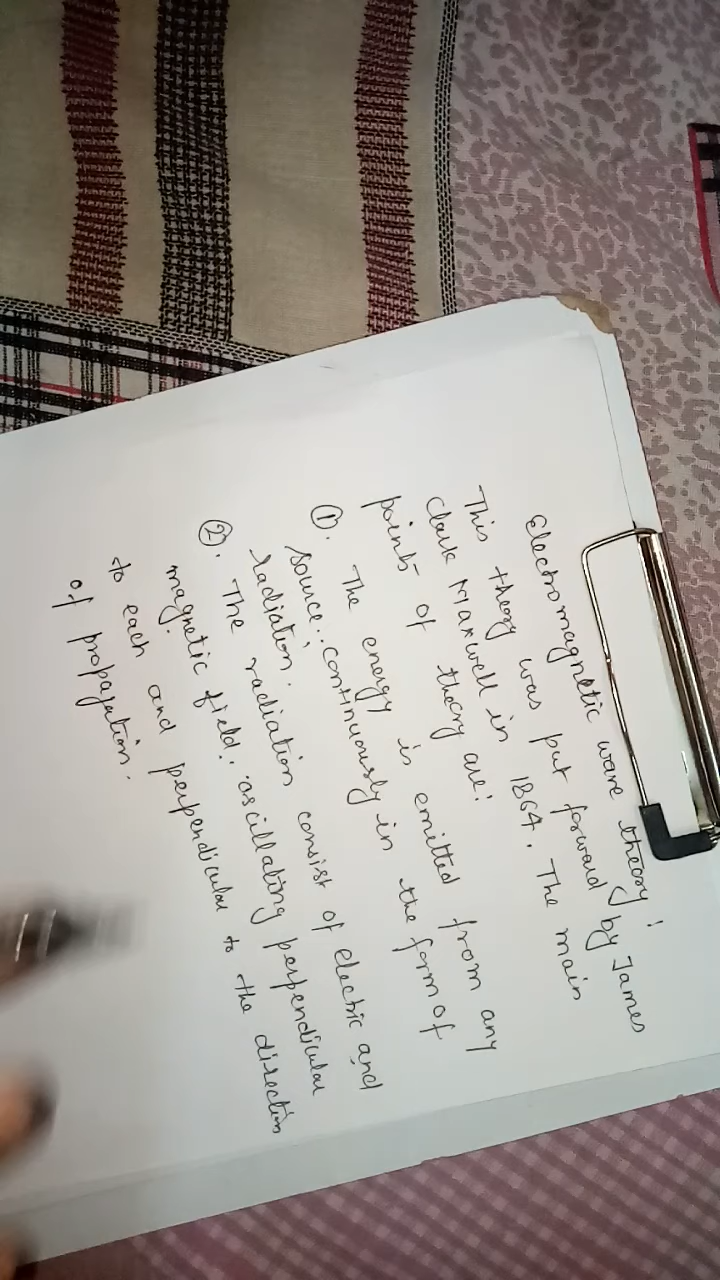 Electromagnetic wave theory!
This theory was put forward by James
Clark Maxwell in 1864. The main
points of theory are:
①. The energy is emitted from any
source.. continuously in the form of
radiation.
②. The radiation consist of electric and
magnetic field. oscillating perpendicular
to each and perpendicular to the direction
of propagation.